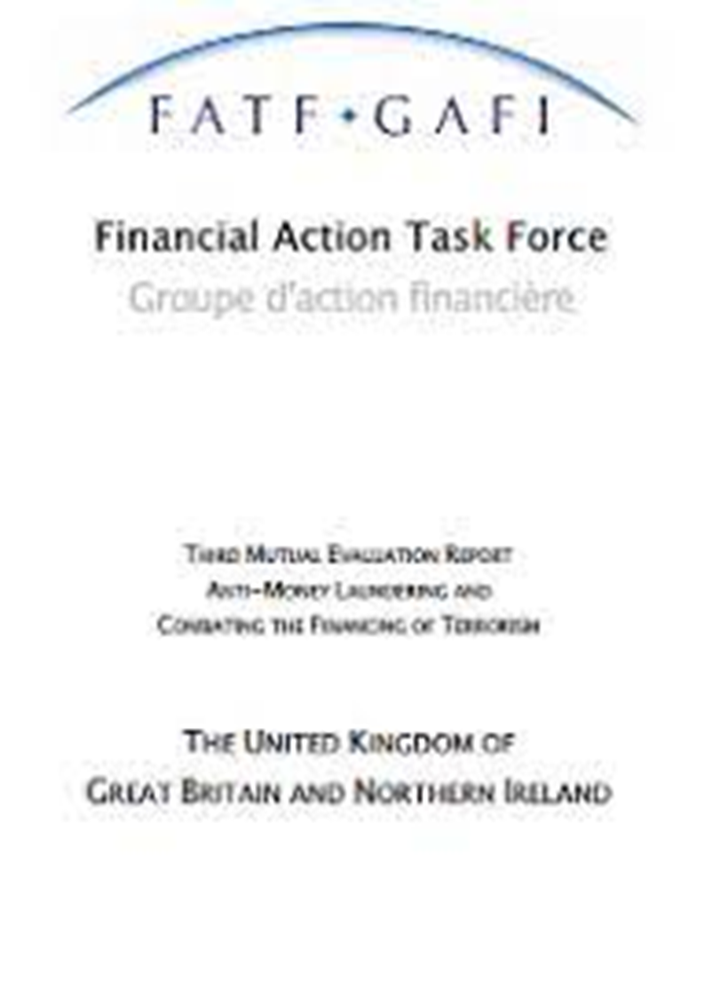 FATF•GAFI
Financial Action Task Force
Groupe d'action financière
THIRD MUTUAL EVALUATION REPORT
ANTI-MONEY LAUNDERING AND
COMBATING THE FINANCING OF TERRORISM
THE UNITED KINGDOM OF
GREAT BRITAIN AND NORTHERN IRELAND